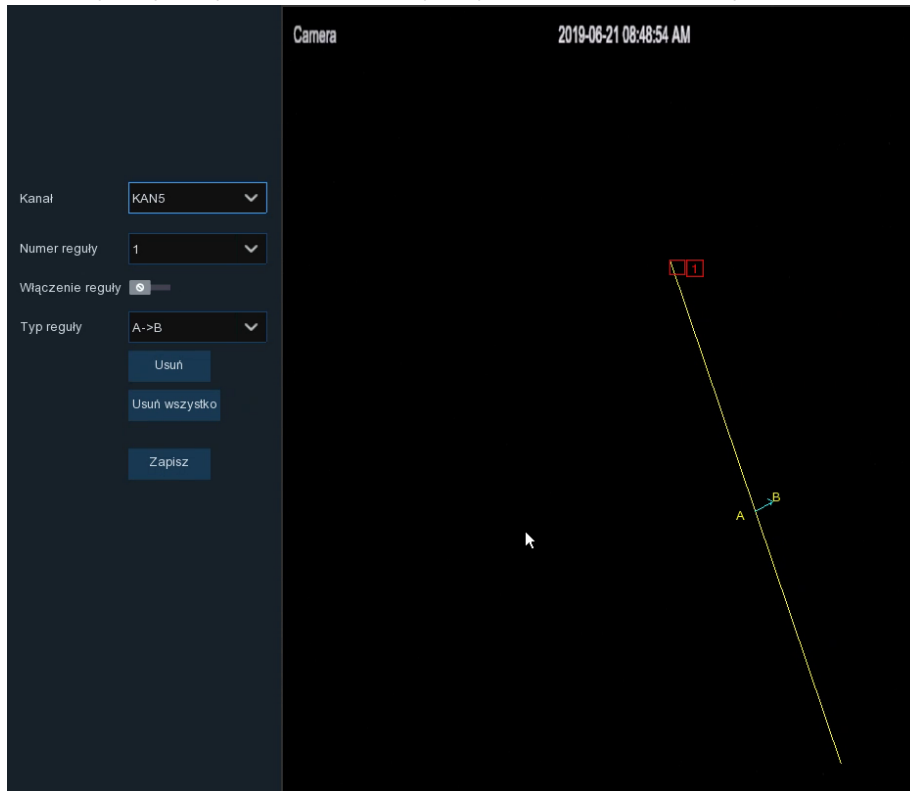 Camera
2019-06-21 08:48:54 AM
Kanał
KAN5
Numer reguły
1
Włączenie reguły
Typ reguły
A->B
Usuń
Usuń wszystko
Zapisz
1
A
B